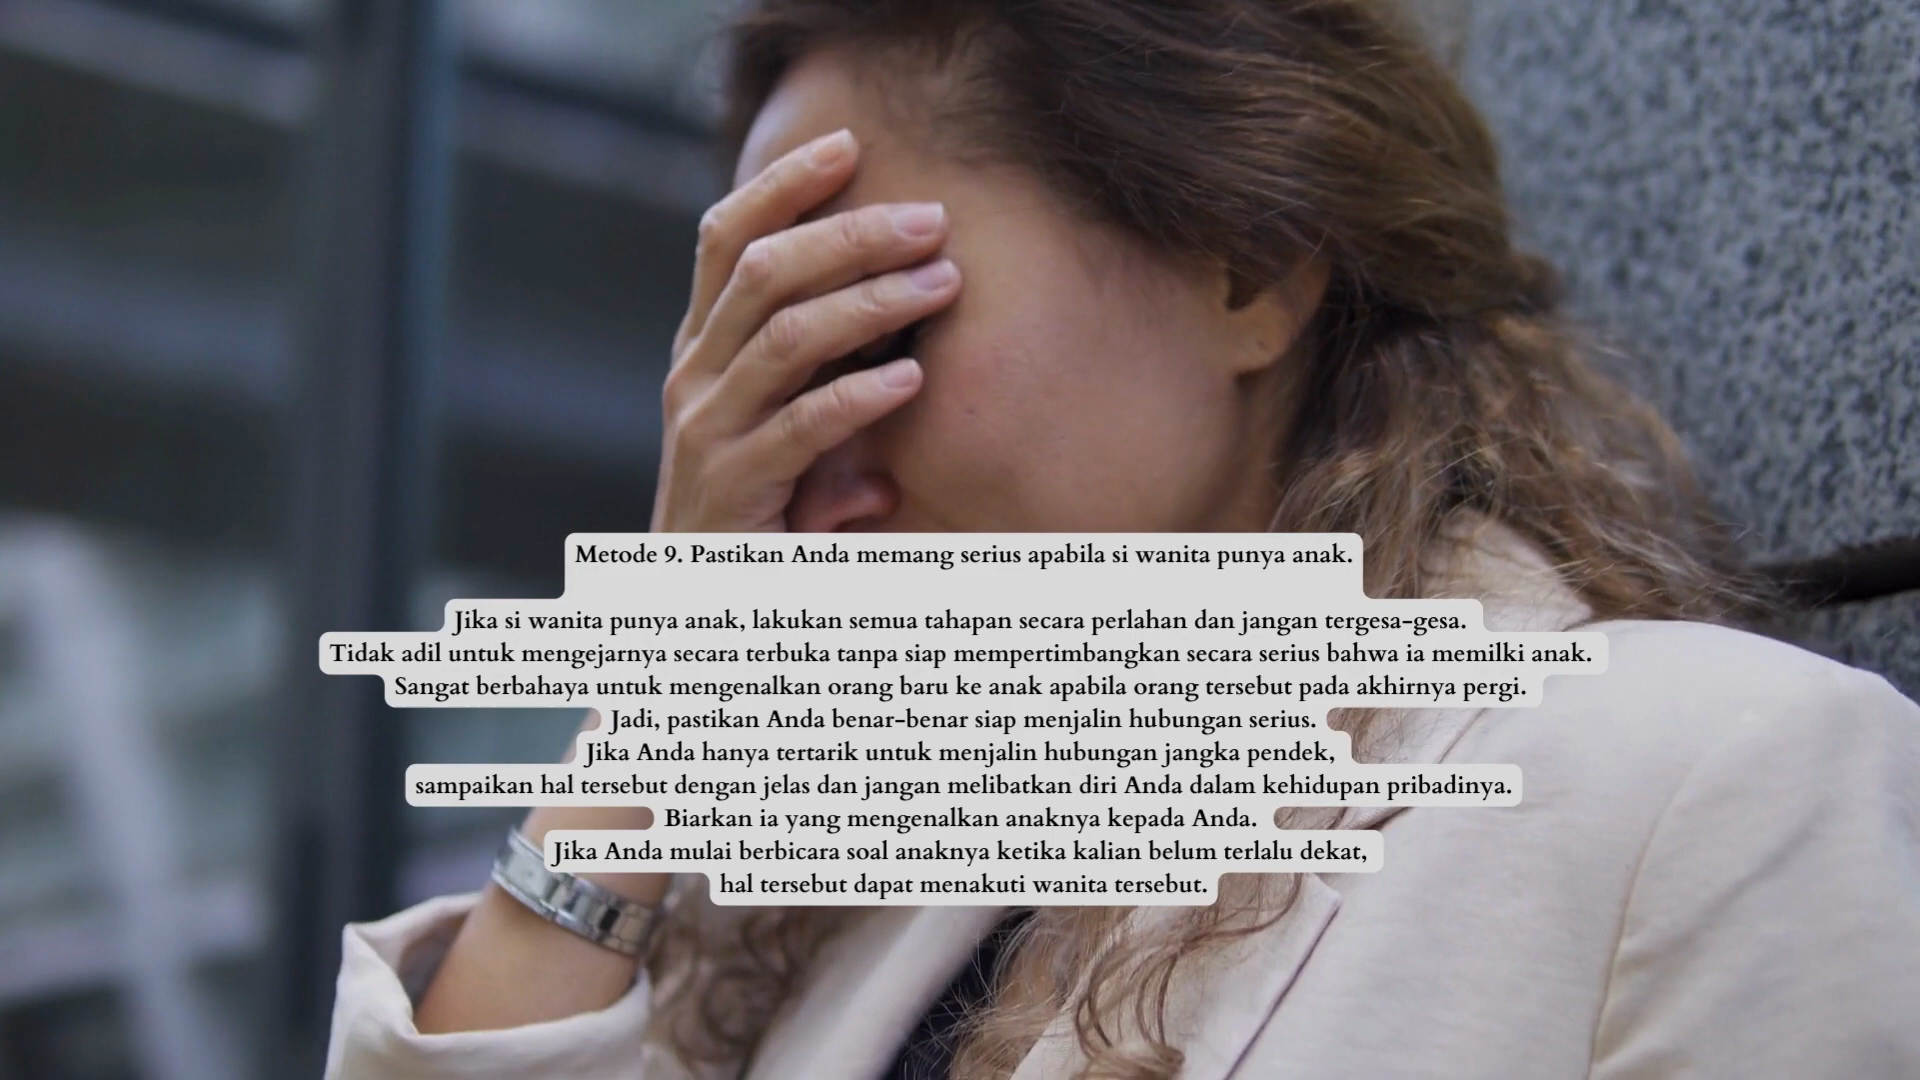 Metode 9. Pastikan Anda memang serius apabila si wanita punya anak.
Jika si wanita punya anak, lakukan semua tahapan secara perlahan dan jangan tergesa-gesa.
Tidak adil untuk mengejarnya secara terbuka tanpa siap mempertimbangkan secara serius bahwa ia memilki anak.
Sangat berbahaya untuk mengenalkan orang baru ke anak apabila orang tersebut pada akhirnya pergi.
Jadi, pastikan Anda benar-benar siap menjalin hubungan serius.
Jika Anda hanya tertarik untuk menjalin hubungan jangka pendek,
sampaikan hal tersebut dengan jelas dan jangan melibatkan diri Anda dalam kehidupan pribadinya.
Biarkan ia yang mengenalkan anaknya kepada Anda.
Jika Anda mulai berbicara soal anaknya ketika kalian belum terlalu dekat,
hal tersebut dapat menakuti wanita tersebut.